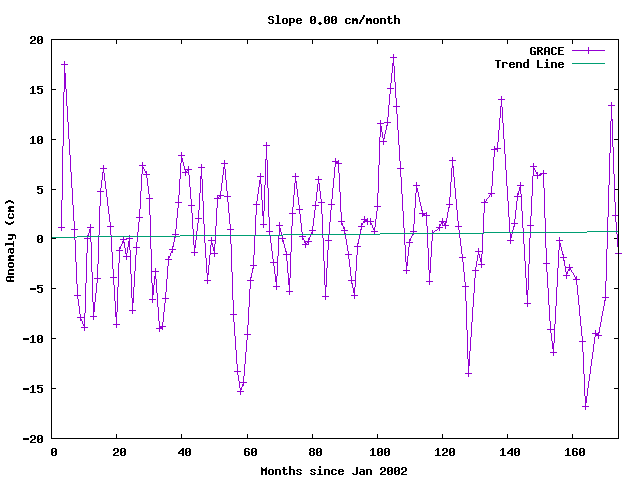 Slope 0.00 cm/month
GRACE
Trend Line
20
15
10
5
0
-5
-10
-15
-20
Anomaly (cm)
0 20 40 60 80 100 120 140 160
Months since Jan 2002